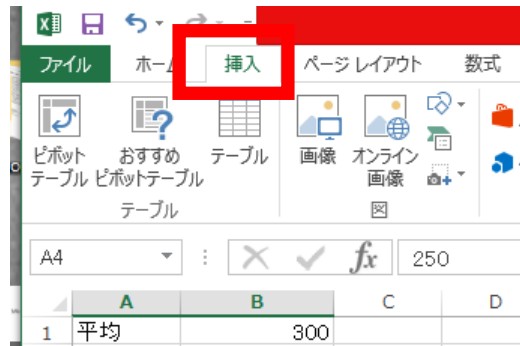 ファイル ホーム 挿入 ページ レイアウト 数式
ピボット
テーブル
おすすめ
ピボットテーブル
テーブル
画像
オンライン
画像
テーブル
図
A4 fx 250
A B C D
1 平均 300